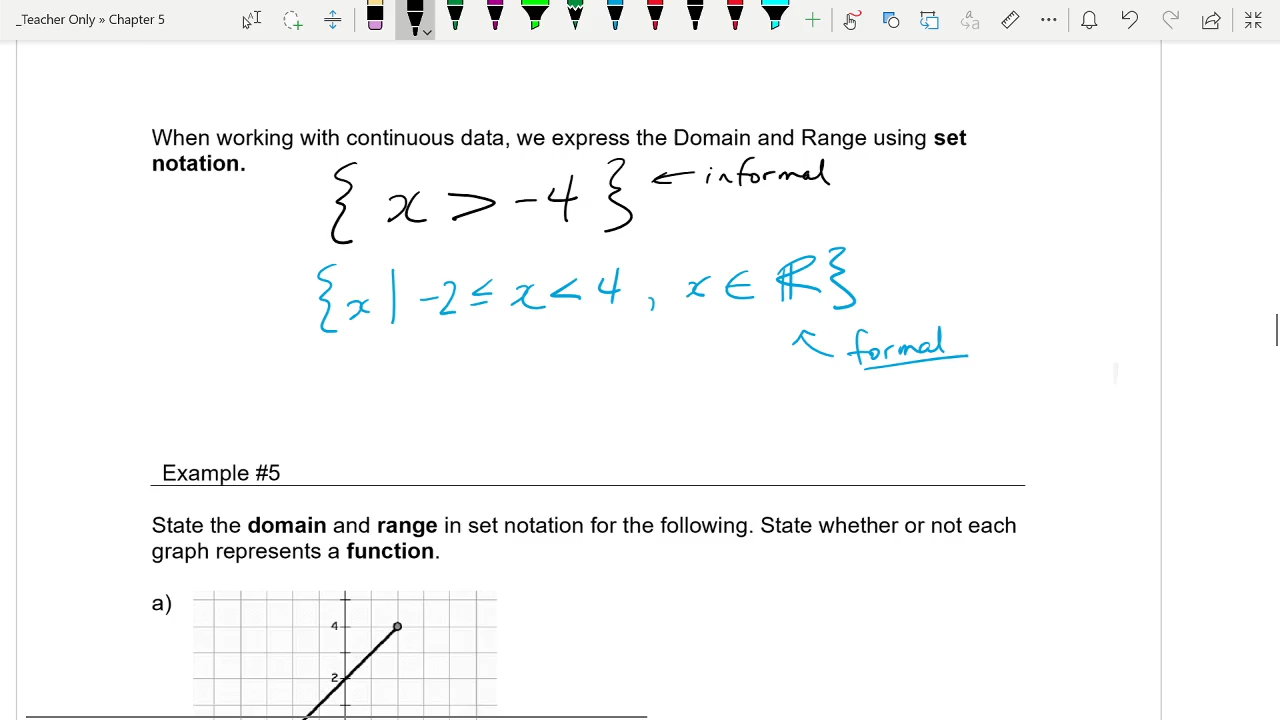 _Teacher Only » Chapter 5
When working with continuous data, we express the Domain and Range using set
notation.
{ x > -4 } ← informal
{ x | -2 ≤ x < 4 , x ∈ ℝ }
↖ formal
Example #5
State the domain and range in set notation for the following. State whether or not each
graph represents a function.
a)
4
2